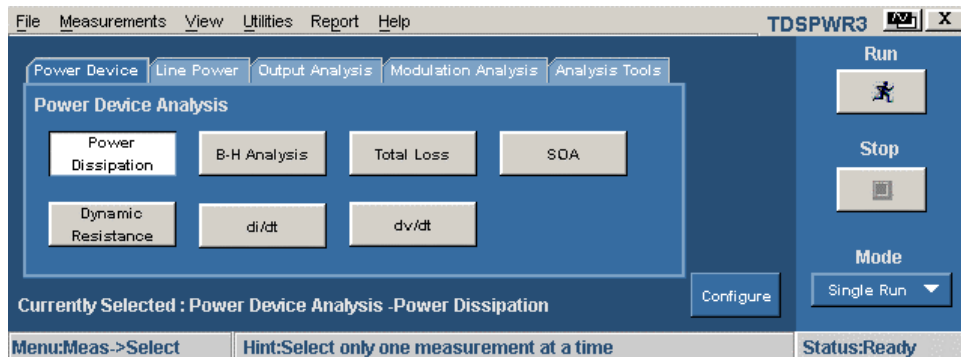 File Measurements View Utilities Report Help TDSPWR3 X
Power Device Line Power Output Analysis Modulation Analysis Analysis Tools
Power Device Analysis
Power
Dissipation
B-H Analysis
Total Loss
SOA
Dynamic
Resistance
di/dt
dv/dt
Currently Selected : Power Device Analysis -Power Dissipation
Configure
Run
Stop
Mode
Single Run
Menu:Meas->Select Hint:Select only one measurement at a time Status:Ready